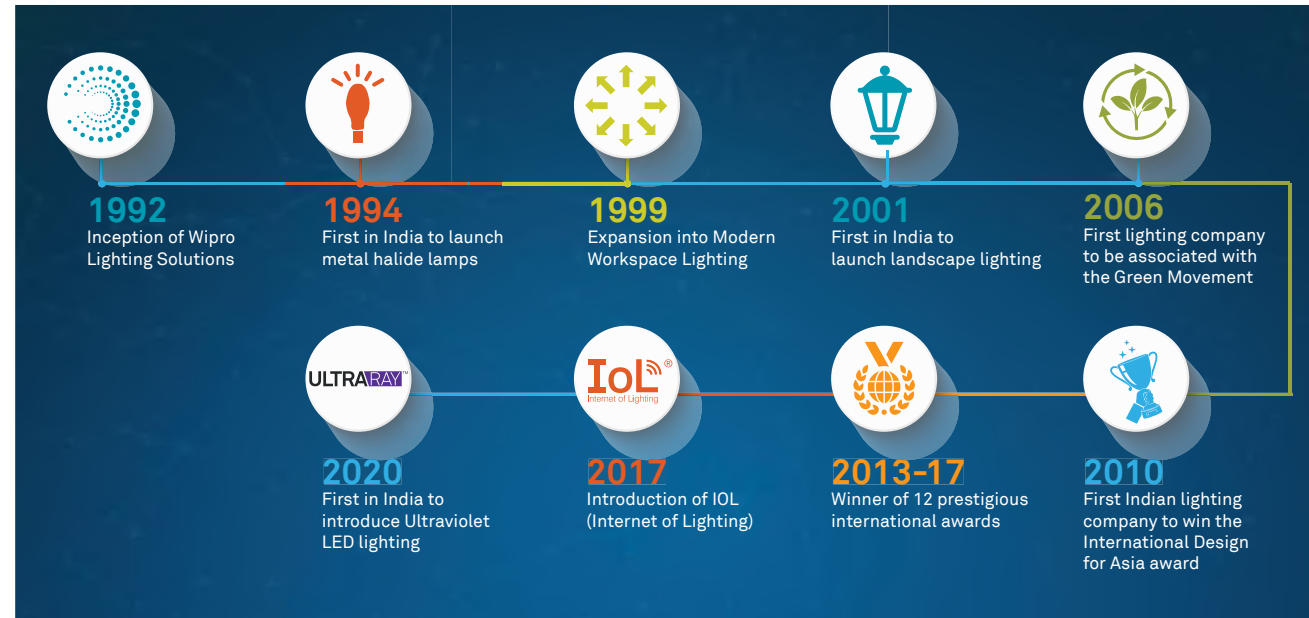 1992
Inception of Wipro
Lighting Solutions
1994
First in India to launch
metal halide lamps
1999
Expansion into Modern
Workspace Lighting
2001
First in India to
launch landscape lighting
2006
First lighting company
to be associated with
the Green Movement
2010
First Indian lighting
company to win the
International Design
for Asia award
2013-17
Winner of 12 prestigious
international awards
IoL®
Internet of Lighting
2017
Introduction of IOL
(Internet of Lighting)
ULTRARAY™
2020
First in India to
introduce Ultraviolet
LED lighting